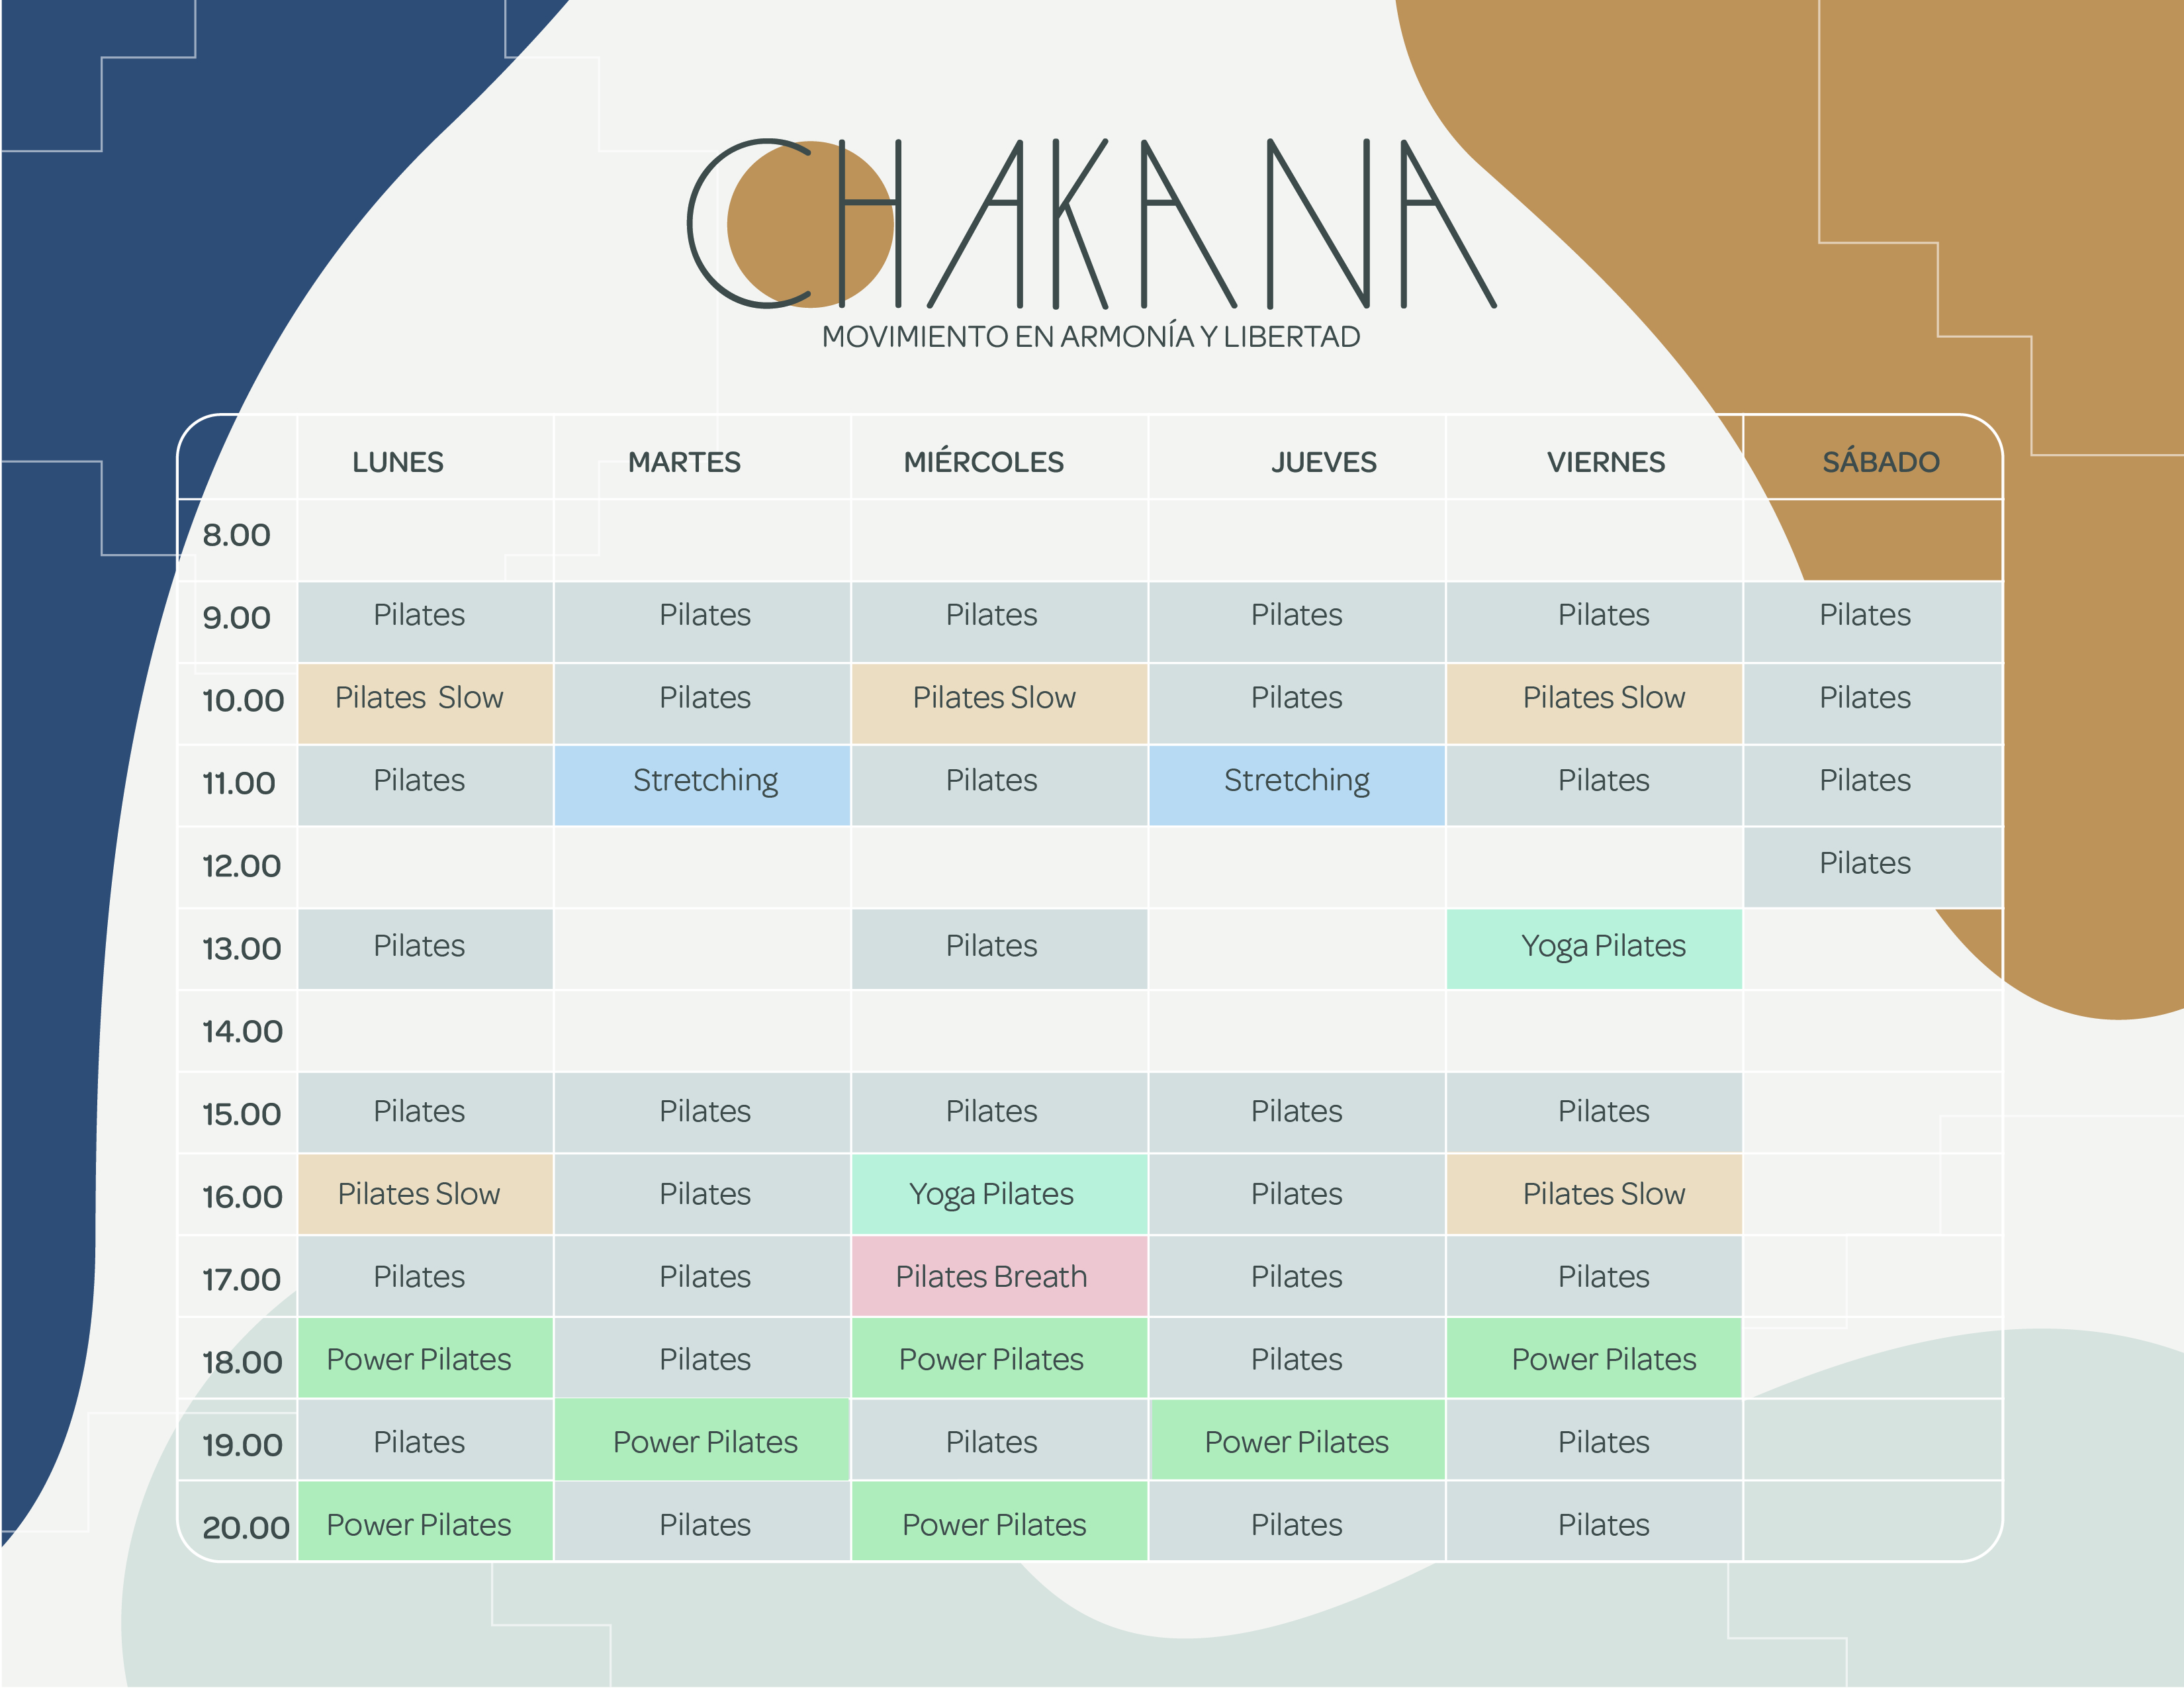 CHAKANA
MOVIMIENTO EN ARMONÍA Y LIBERTAD
LUNES MARTES MIÉRCOLES JUEVES VIERNES SÁBADO
8.00
9.00 Pilates Pilates Pilates Pilates Pilates Pilates
10.00 Pilates Slow Pilates Pilates Slow Pilates Pilates Slow Pilates
11.00 Pilates Stretching Pilates Stretching Pilates Pilates
12.00 Pilates
13.00 Pilates Pilates Yoga Pilates
14.00
15.00 Pilates Pilates Pilates Pilates Pilates
16.00 Pilates Slow Pilates Yoga Pilates Pilates Pilates Slow
17.00 Pilates Pilates Pilates Breath Pilates Pilates
18.00 Power Pilates Pilates Power Pilates Pilates Power Pilates
19.00 Pilates Power Pilates Pilates Power Pilates Pilates
20.00 Power Pilates Pilates Power Pilates Pilates Pilates